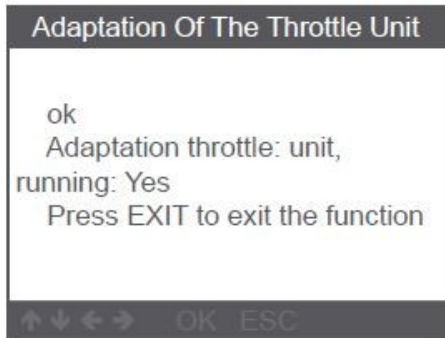 Adaptation Of The Throttle Unit
ok
Adaptation throttle: unit,
running: Yes
Press EXIT to exit the function
OK ESC